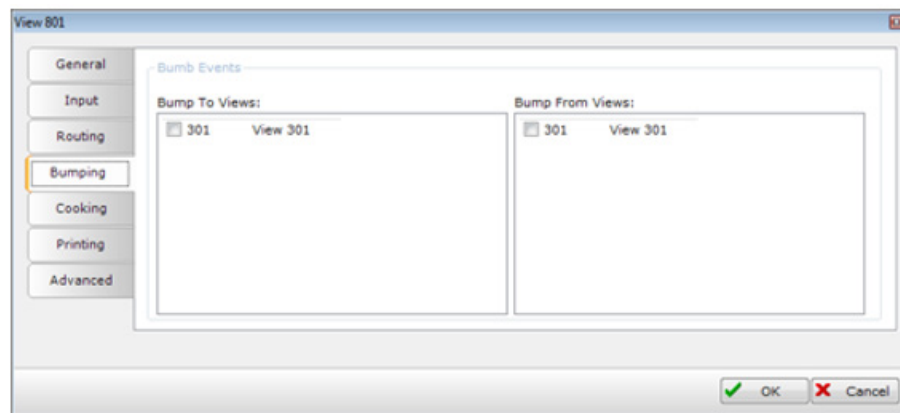 View 801
General
Input
Routing
Bumping
Cooking
Printing
Advanced
Bumb Events
Bump To Views:
301 View 301
Bump From Views:
301 View 301
OK
Cancel